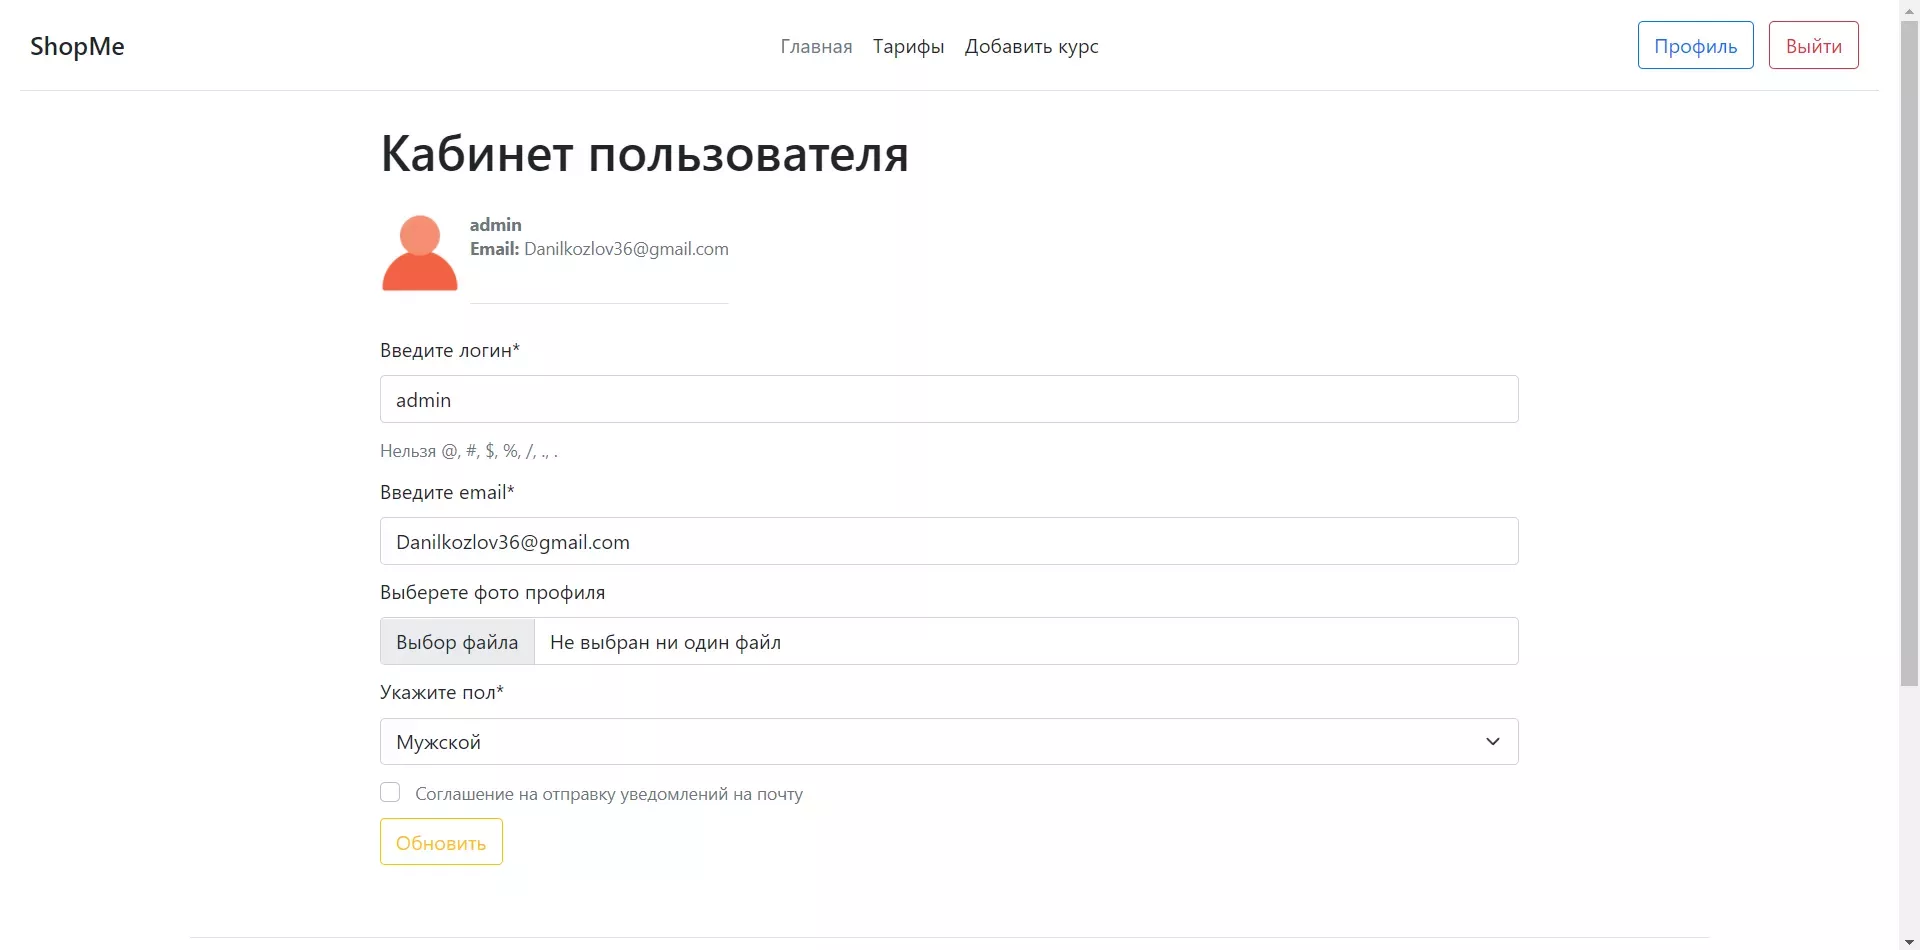 ShopMe
Главная Тарифы Добавить курс
Профиль Выйти
Кабинет пользователя
admin
Email: Danilkozlov36@gmail.com
Введите логин*
admin
Нельзя @, #, $, %, /, ., .
Введите email*
Danilkozlov36@gmail.com
Выберете фото профиля
Выбор файла Не выбран ни один файл
Укажите пол*
Мужской
Соглашение на отправку уведомлений на почту
Обновить